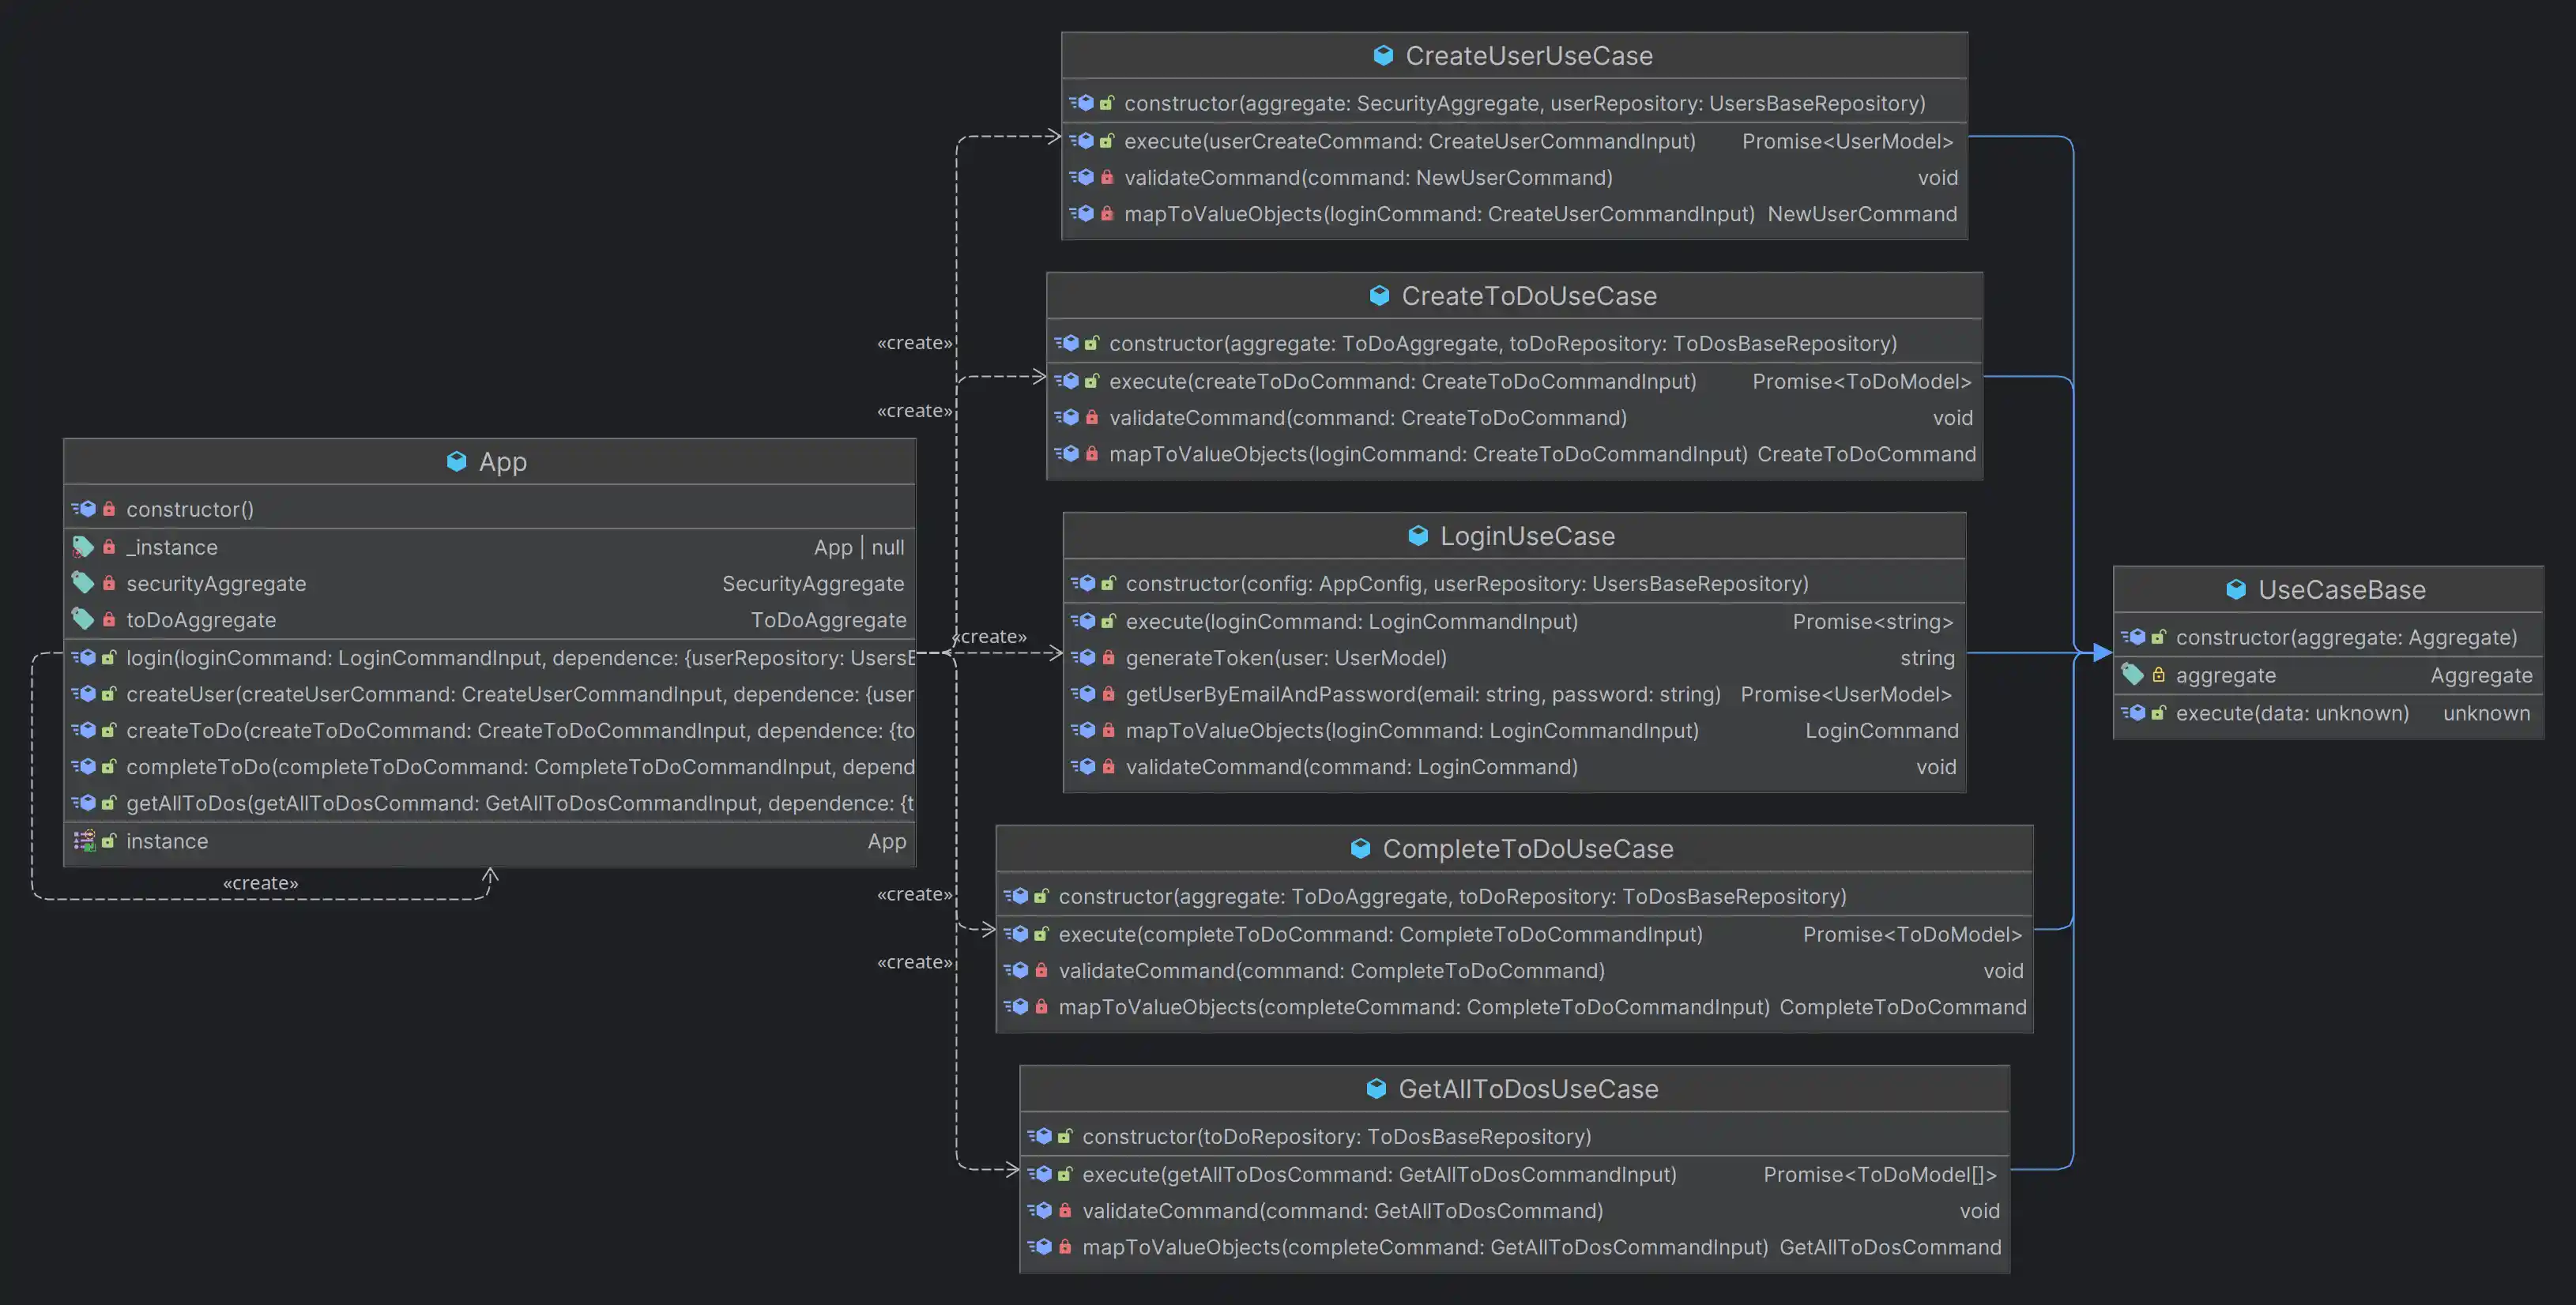 CreateUserUseCase
constructor(aggregate: SecurityAggregate, userRepository: UsersBaseRepository)
execute(userCreateCommand: CreateUserCommandInput) Promise<UserModel>
validateCommand(command: NewUserCommand) void
mapToValueObjects(loginCommand: CreateUserCommandInput) NewUserCommand
«create»
CreateToDoUseCase
constructor(aggregate: ToDoAggregate, toDoRepository: ToDosBaseRepository)
execute(createToDoCommand: CreateToDoCommandInput) Promise<ToDoModel>
validateCommand(command: CreateToDoCommand) void
mapToValueObjects(loginCommand: CreateToDoCommandInput) CreateToDoCommand
«create»
App
constructor()
_instance App | null
securityAggregate SecurityAggregate
toDoAggregate ToDoAggregate
login(loginCommand: LoginCommandInput, dependence: {userRepository: UsersB
createUser(createUserCommand: CreateUserCommandInput, dependence: {user
createToDo(createToDoCommand: CreateToDoCommandInput, dependence: {to
completeToDo(completeToDoCommand: CompleteToDoCommandInput, depend
getAllToDos(getAllToDosCommand: GetAllToDosCommandInput, dependence: {t
instance App
«create»
«create»
LoginUseCase
constructor(config: AppConfig, userRepository: UsersBaseRepository)
execute(loginCommand: LoginCommandInput) Promise<string>
generateToken(user: UserModel) string
getUserByEmailAndPassword(email: string, password: string) Promise<UserModel>
mapToValueObjects(loginCommand: LoginCommandInput) LoginCommand
validateCommand(command: LoginCommand) void
UseCaseBase
constructor(aggregate: Aggregate)
aggregate Aggregate
execute(data: unknown) unknown
«create»
CompleteToDoUseCase
constructor(aggregate: ToDoAggregate, toDoRepository: ToDosBaseRepository)
execute(completeToDoCommand: CompleteToDoCommandInput) Promise<ToDoModel>
validateCommand(command: CompleteToDoCommand) void
mapToValueObjects(completeCommand: CompleteToDoCommandInput) CompleteToDoCommand
«create»
GetAllToDosUseCase
constructor(toDoRepository: ToDosBaseRepository)
execute(getAllToDosCommand: GetAllToDosCommandInput) Promise<ToDoModel[]>
validateCommand(command: GetAllToDosCommand) void
mapToValueObjects(completeCommand: GetAllToDosCommandInput) GetAllToDosCommand